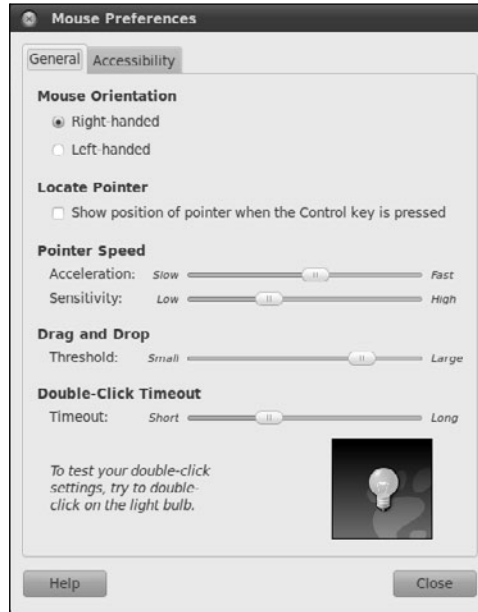 Mouse Preferences
General Accessibility
Mouse Orientation
Right-handed
Left-handed
Locate Pointer
Show position of pointer when the Control key is pressed
Pointer Speed
Acceleration: Slow Fast
Sensitivity: Low High
Drag and Drop
Threshold: Small Large
Double-Click Timeout
Timeout: Short Long
To test your double-click
settings, try to double-
click on the light bulb.
Help Close